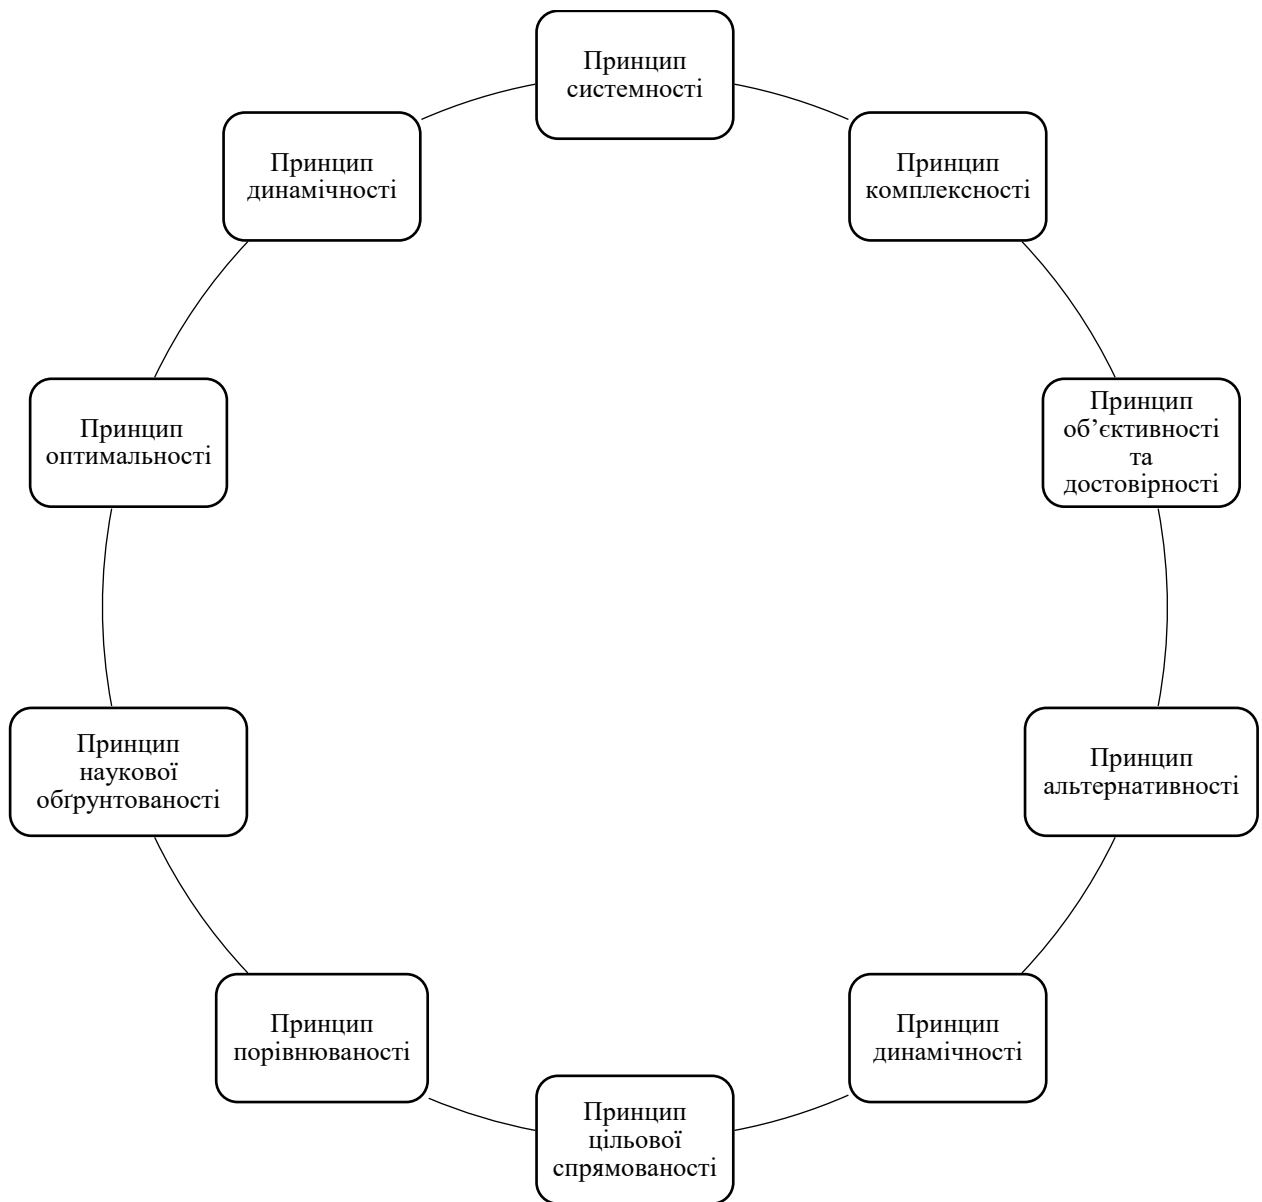 Принцип
системності
Принцип
комплексності
Принцип
об’єктивності
та
достовірності
Принцип
альтернативності
Принцип
динамічності
Принцип
цільової
спрямованості
Принцип
порівнюваності
Принцип
наукової
обґрунтованості
Принцип
оптимальності
Принцип
динамічності